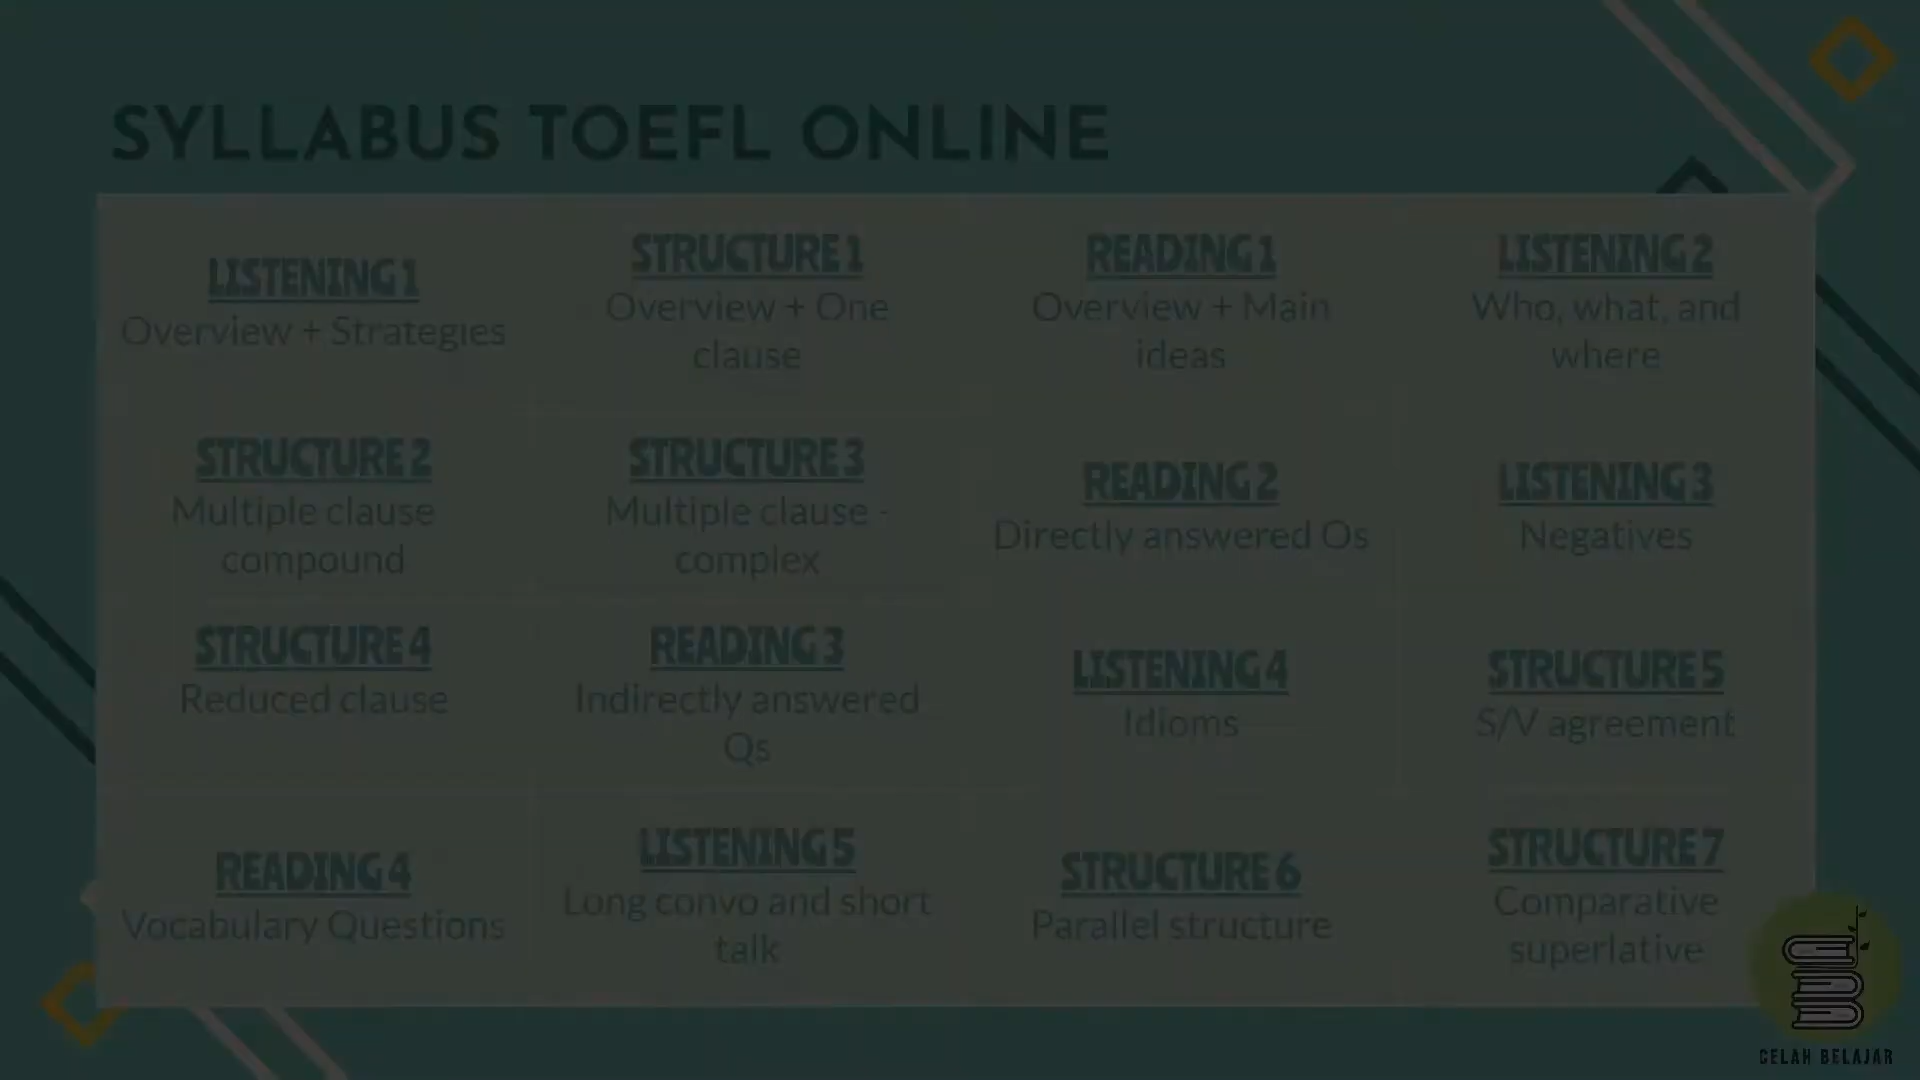 SYLLABUS TOEFL ONLINE
LISTENING 1
Overview + Strategies
STRUCTURE 1
Overview + One
clause
READING 1
Overview + Main
ideas
LISTENING 2
Who, what, and
where
STRUCTURE 2
Multiple clause
compound
STRUCTURE 3
Multiple clause -
complex
READING 2
Directly answered Qs
LISTENING 3
Negatives
STRUCTURE 4
Reduced clause
READING 3
Indirectly answered
Qs
LISTENING 4
Idioms
STRUCTURE 5
S/V agreement
READING 4
Vocabulary Questions
LISTENING 5
Long convo and short
talk
STRUCTURE 6
Parallel structure
STRUCTURE 7
Comparative
superlative
CELAH BELAJAR